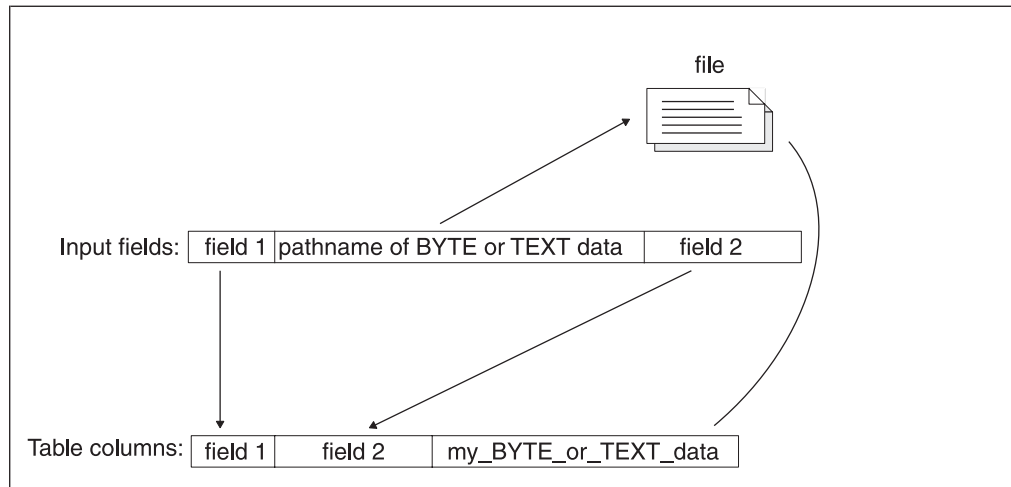 file
Input fields: field 1 pathname of BYTE or TEXT data field 2
Table columns: field 1 field 2 my_BYTE_or_TEXT_data